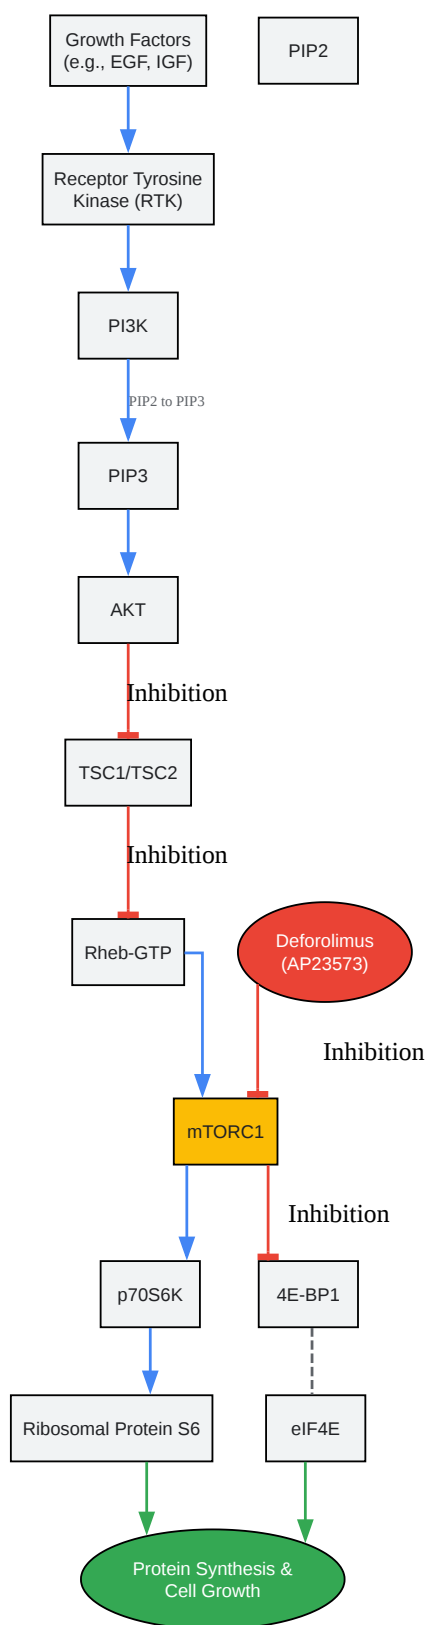 Growth Factors
(e.g., EGF, IGF)
PIP2
Receptor Tyrosine
Kinase (RTK)
PI3K
PIP2 to PIP3
PIP3
AKT
Inhibition
TSC1/TSC2
Inhibition
Rheb-GTP
Deforolimus
(AP23573)
Inhibition
mTORC1
Inhibition
p70S6K
4E-BP1
Ribosomal Protein S6
eIF4E
Protein Synthesis &
Cell Growth